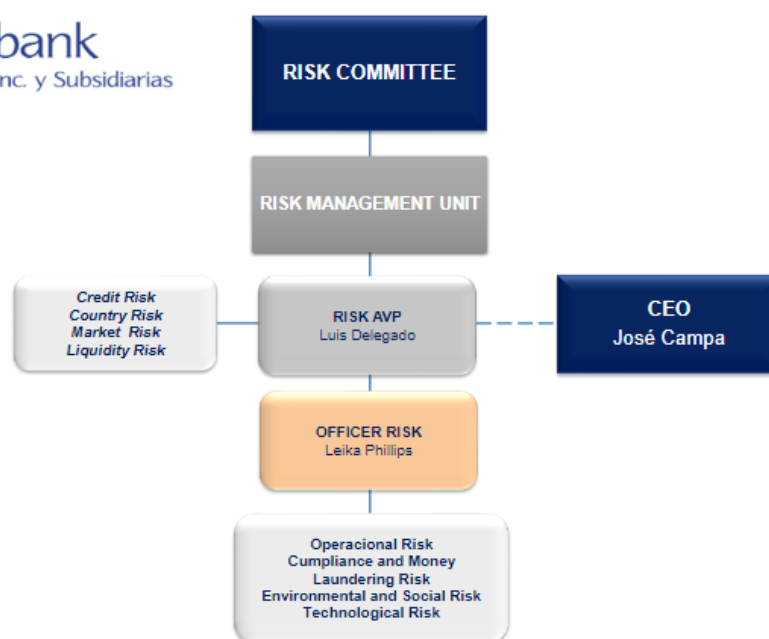 bank
nc. y Subsidiarias
RISK COMMITTEE
RISK MANAGEMENT UNIT
Credit Risk
Country Risk
Market Risk
Liquidity Risk
RISK AVP
Luis Delegado
CEO
José Campa
OFFICER RISK
Leika Phillips
Operacional Risk
Cumpliance and Money
Laundering Risk
Environmental and Social Risk
Technological Risk